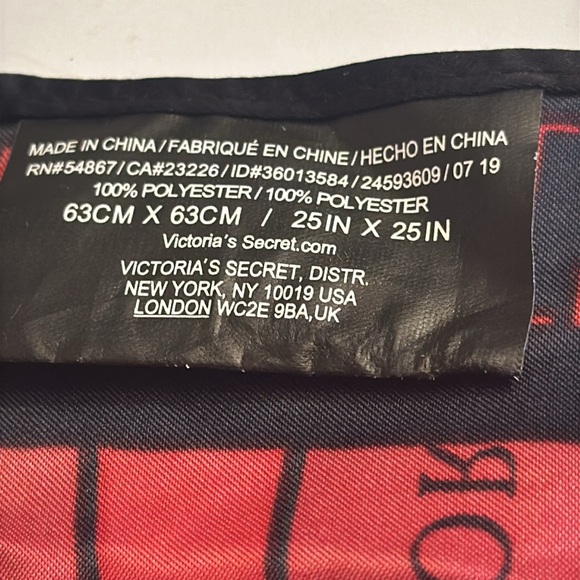 MADE IN CHINA/FABRIQUÉ EN CHINE/HECHO EN CHINA
RN#54867/CA#23226/ID#36013584/24593609/07 19
100% POLYESTER/100% POLYESTER
63CM X 63CM / 25IN X 25IN
Victoria's Secret.com
VICTORIA'S SECRET, DISTR.
NEW YORK, NY 10019 USA
LONDON WC2E 9BA,UK
OR